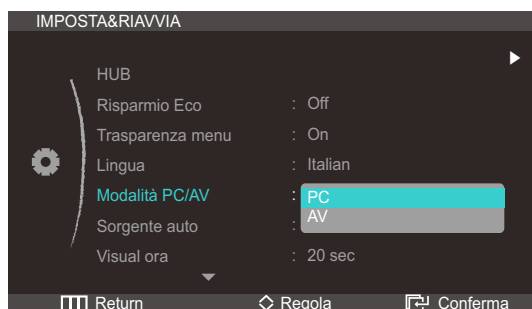 IMPOSTA&RIAVVIA
HUB
Risparmio Eco : Off
Trasparenza menu : On
Lingua : Italian
Modalità PC/AV : PC
AV
Sorgente auto :
Visual ora : 20 sec
Return Regola Conferma